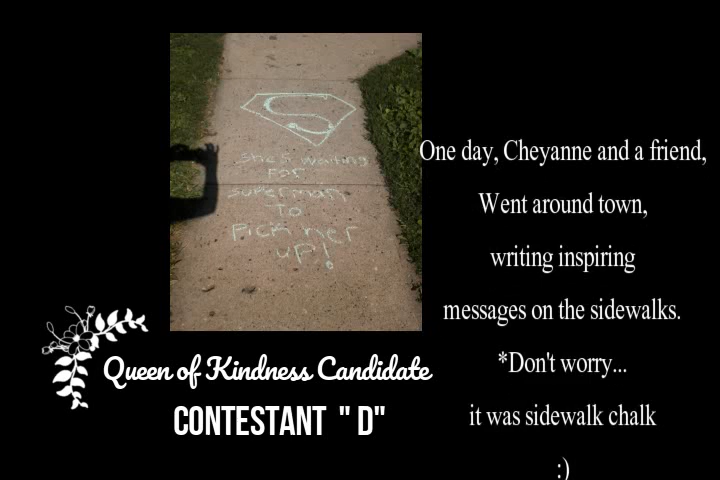 S
she's waiting
For
superman
To
Pick her
up!
One day, Cheyanne and a friend,
Went around town,
writing inspiring
messages on the sidewalks.
*Don't worry...
it was sidewalk chalk
:)
Queen of Kindness Candidate
CONTESTANT "D"